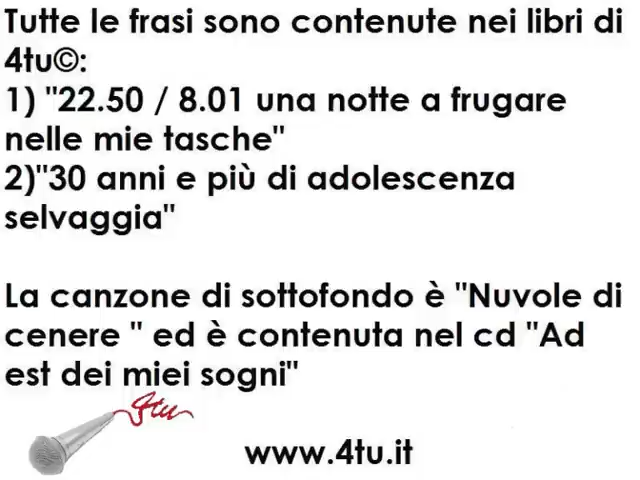 Tutte le frasi sono contenute nei libri di
4tu©:
1) "22.50 / 8.01 una notte a frugare
nelle mie tasche"
2)"30 anni e più di adolescenza
selvaggia"
La canzone di sottofondo è "Nuvole di
cenere " ed è contenuta nel cd "Ad
est dei miei sogni"
4tu
www.4tu.it